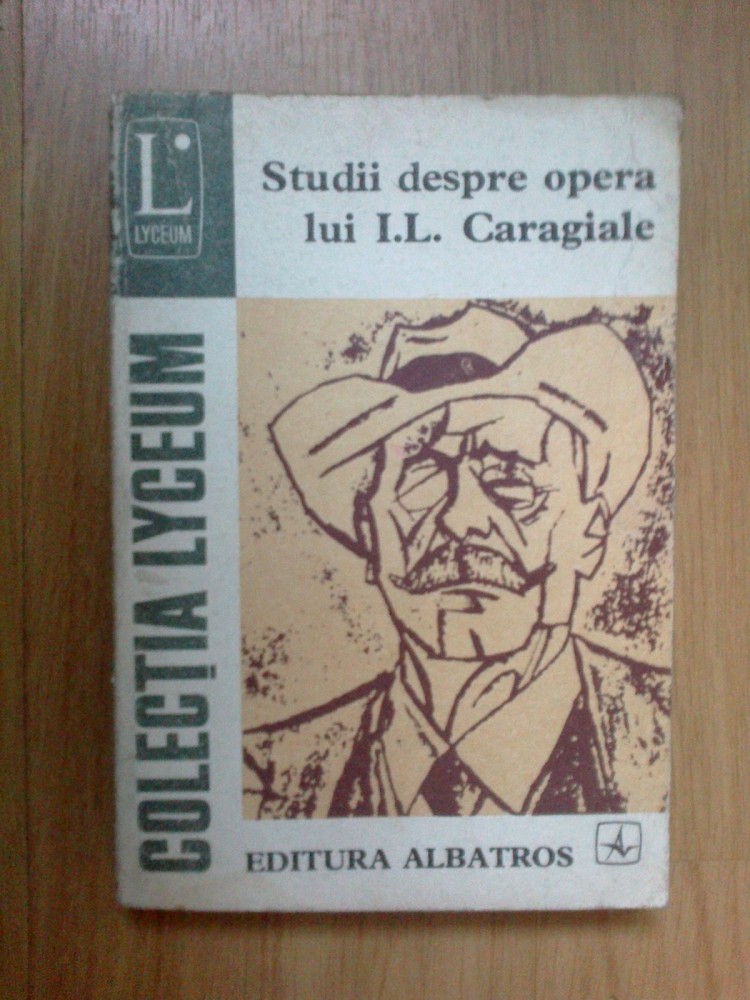 L
LYCEUM
Studii despre opera
lui I.L. Caragiale
COLECȚIA LYCEUM
EDITURA ALBATROS